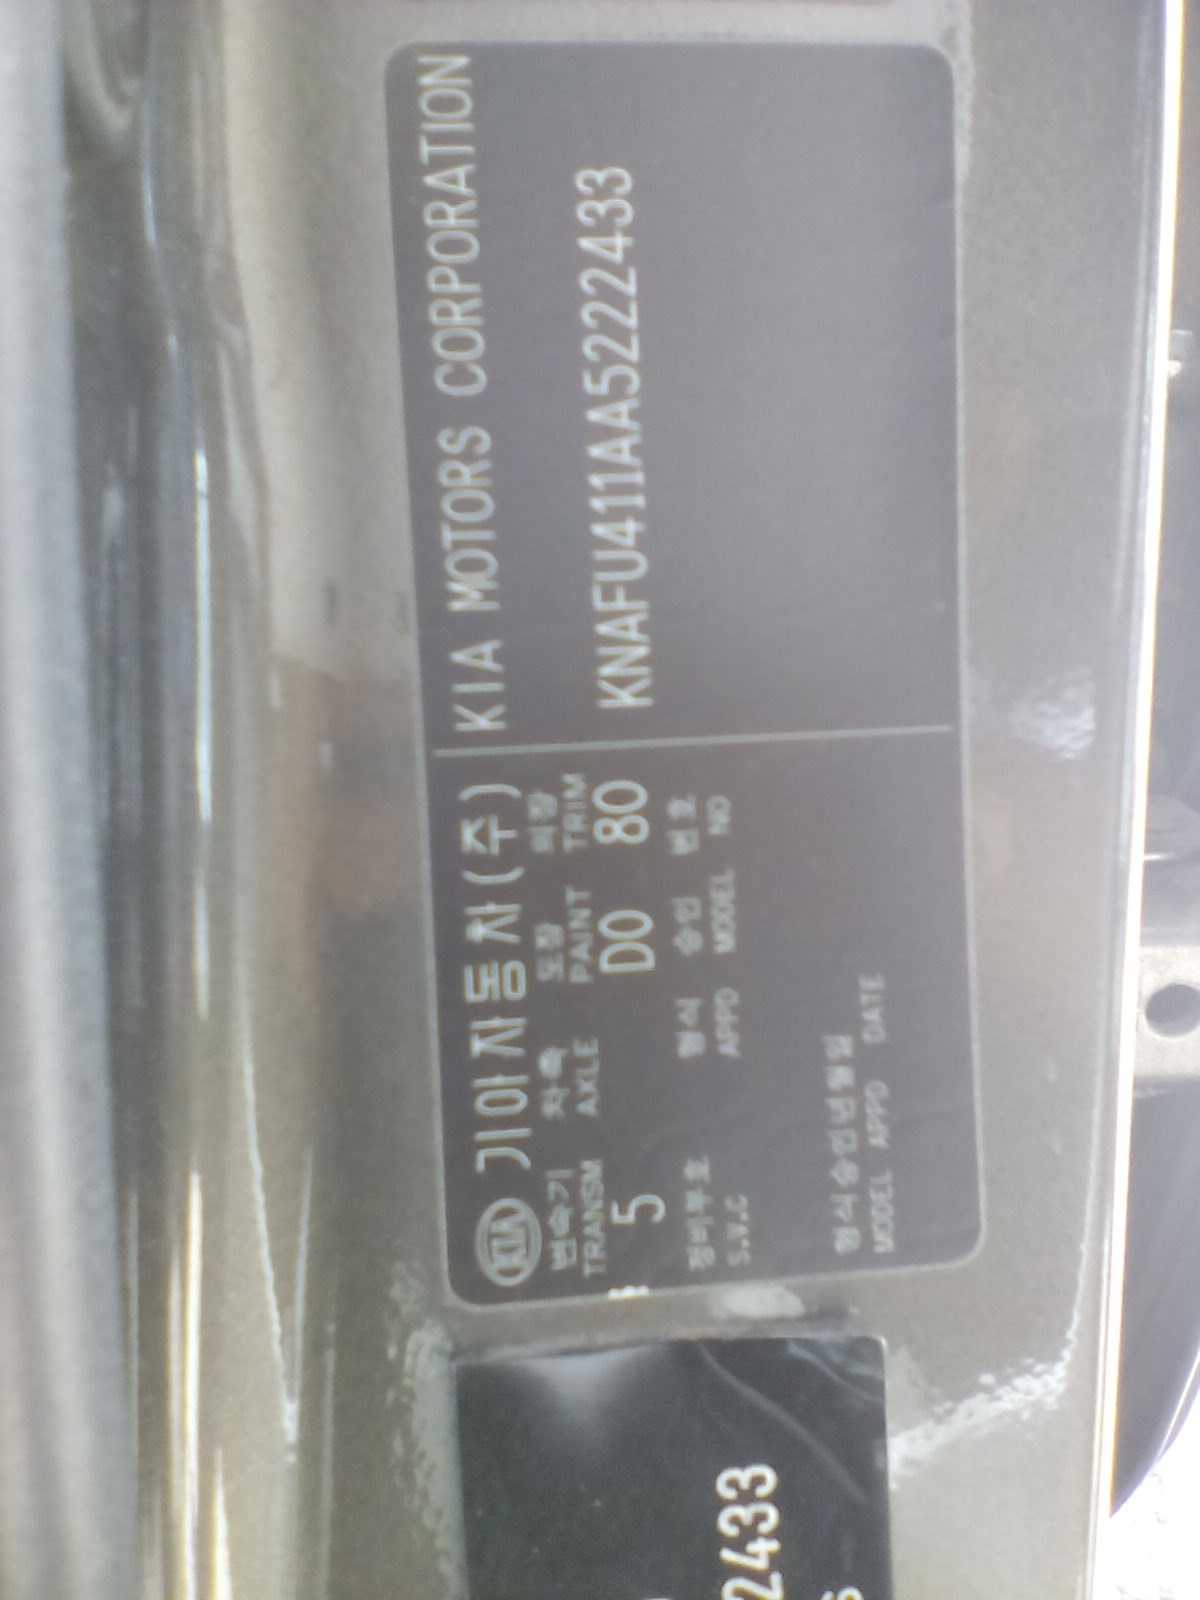 KIA 기아자동차(주) KIA MOTORS CORPORATION
변속기 차축 도장 의장
TRANSM AXLE PAINT TRIM
5 D0 80 KNAFU411AA5222433
정비부호 형식 승인 번호
S.V.C APPD MODEL NO
형식승인년월일
MODEL APPD DATE
2433